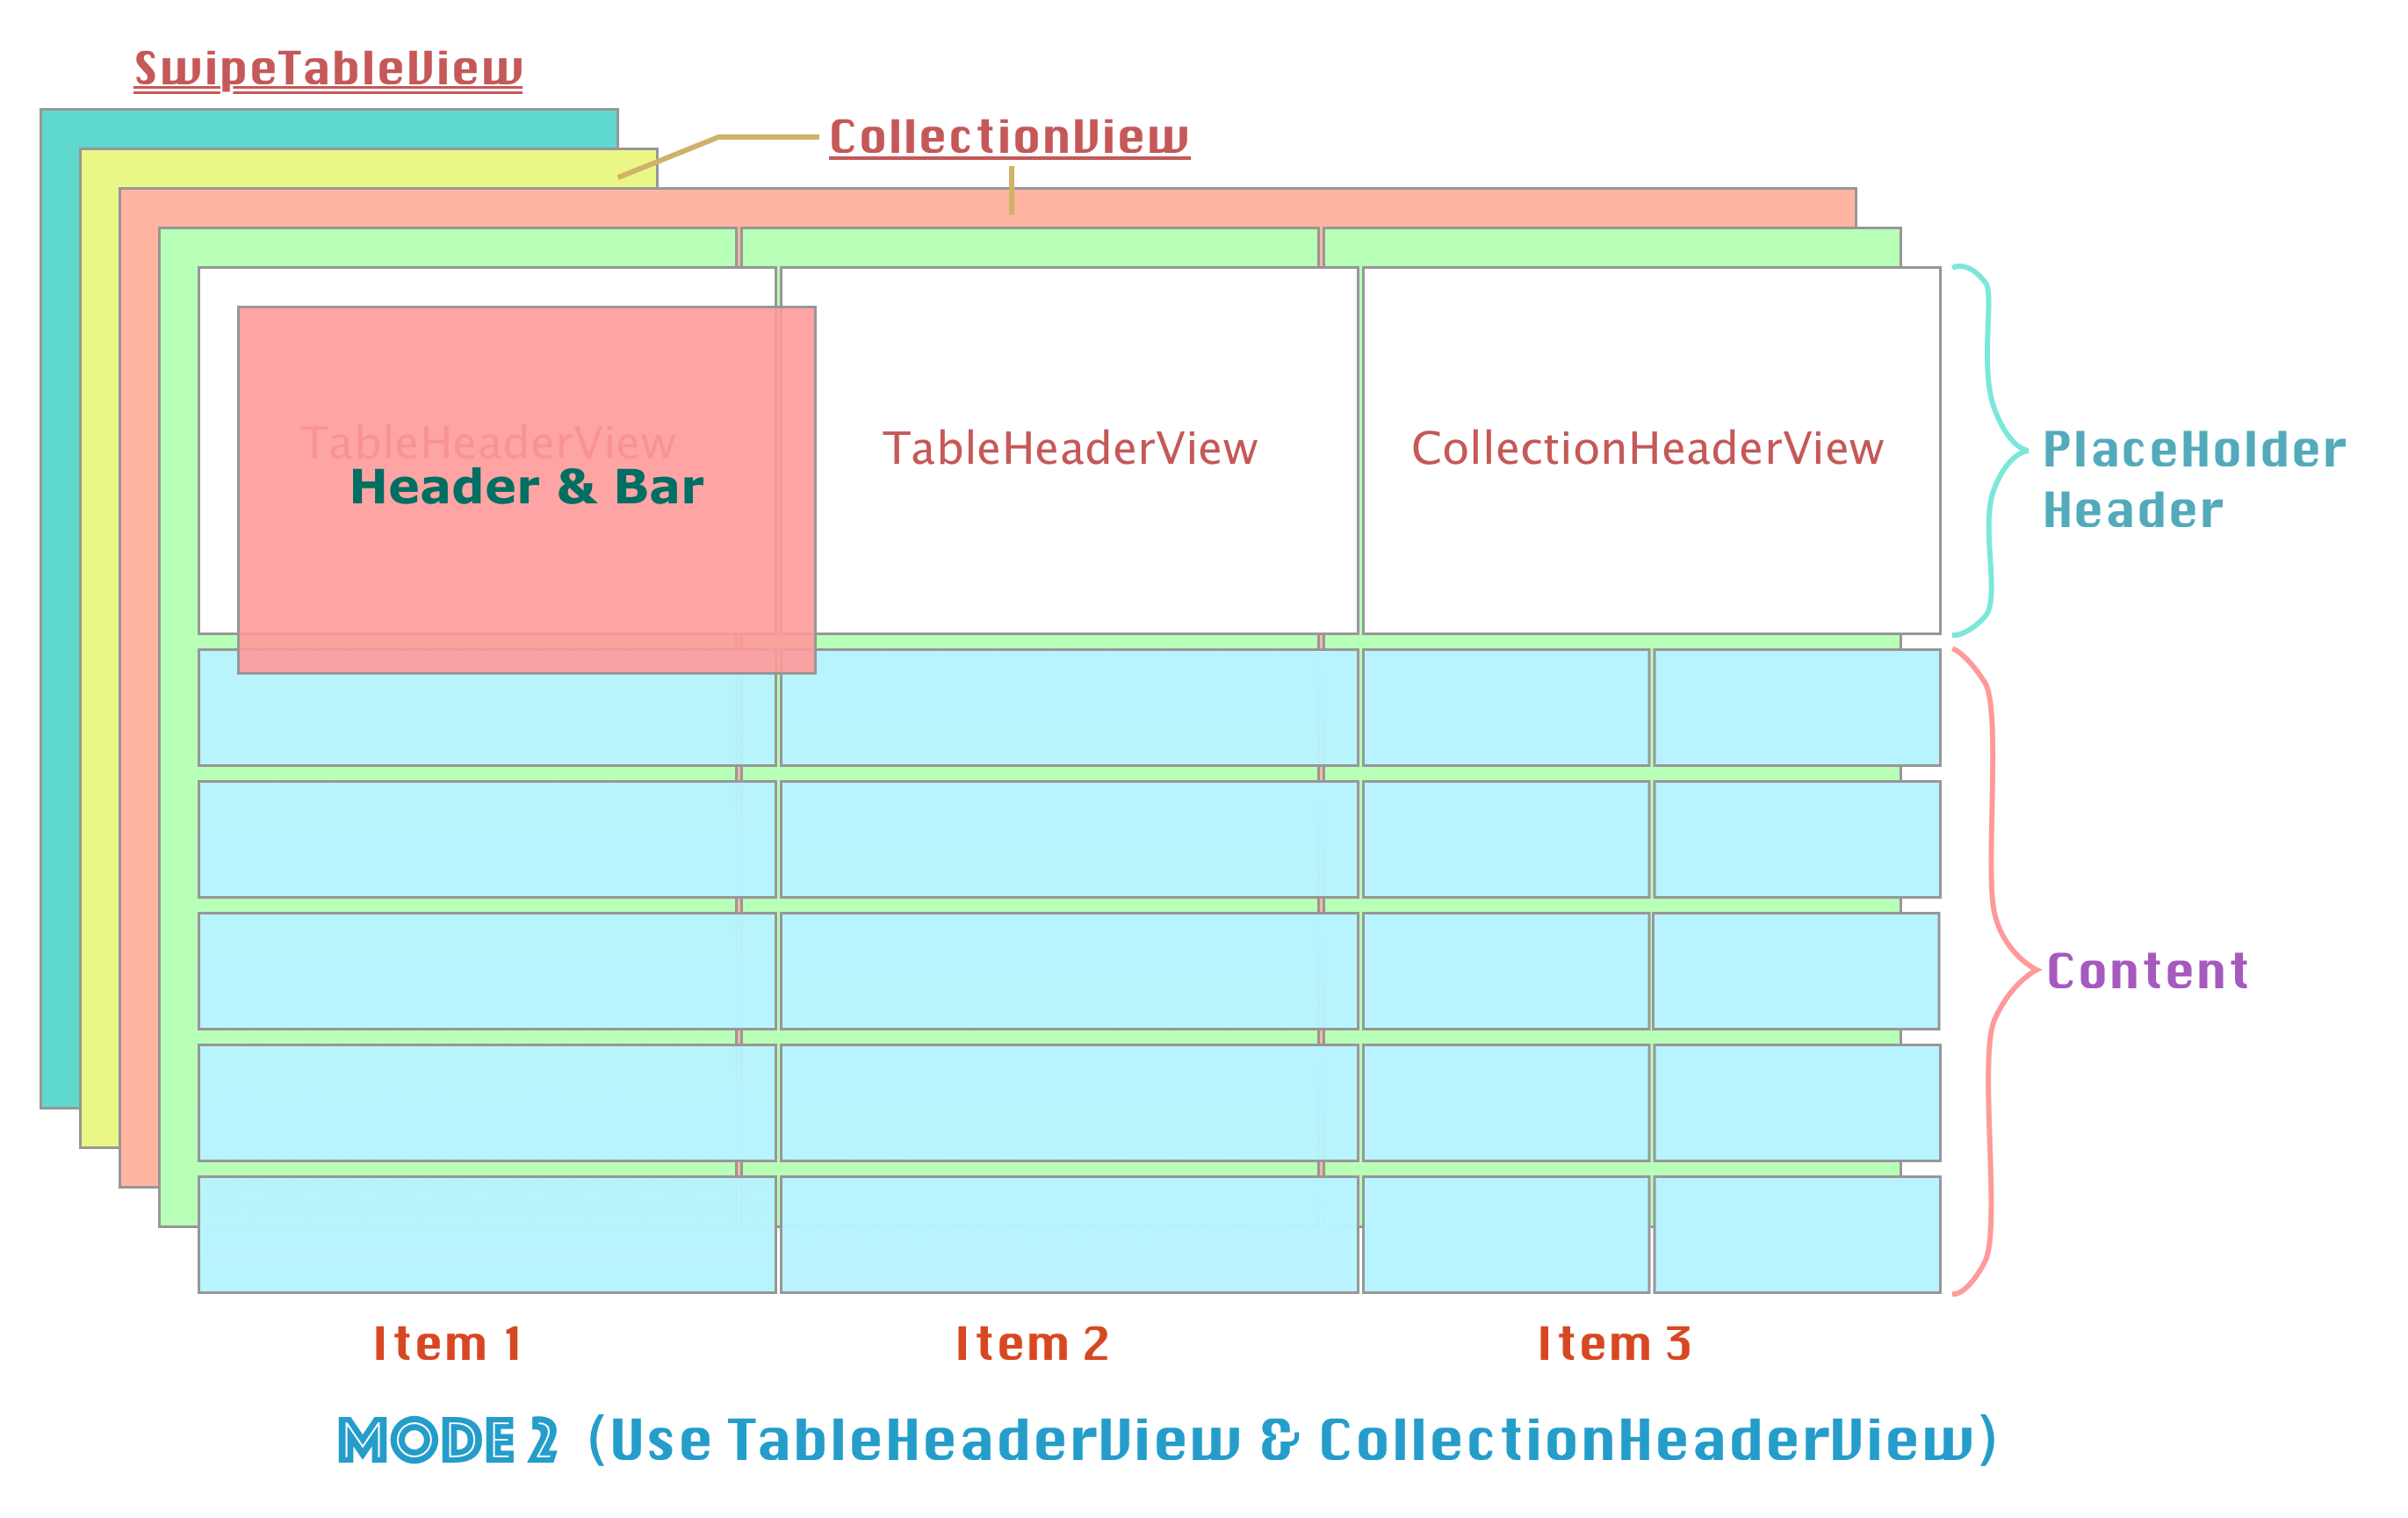 SwipeTableView
CollectionView
TableHeaderView
Header & Bar
TableHeaderView
CollectionHeaderView
PlaceHolder
Header
Content
Item 1
Item 2
Item 3
MODE 2 (Use TableHeaderView & CollectionHeaderView)